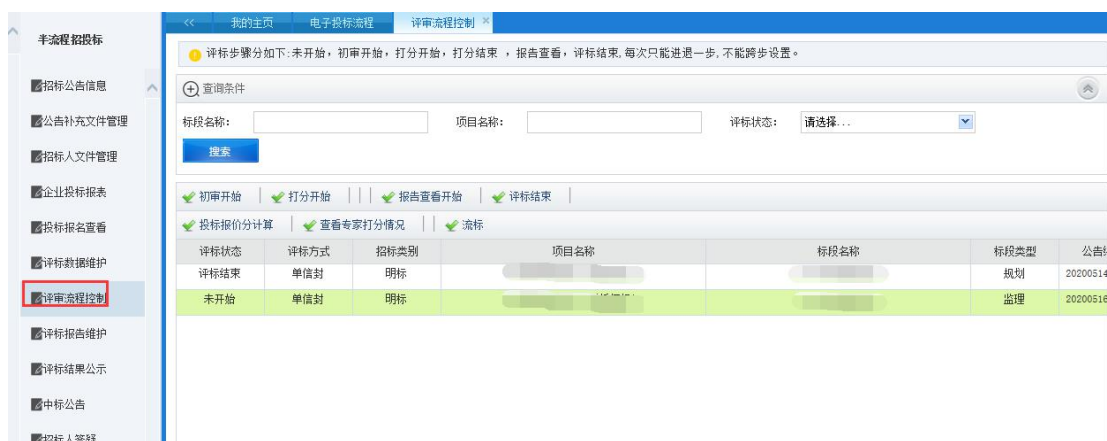 半流程招投标
招标公告信息
公告补充文件管理
招标人文件管理
企业投标报表
投标报名查看
评标数据维护
评审流程控制
评标报告维护
评标结果公示
中标公告
招标人答疑
<< 我的主页 电子投标流程 评审流程控制 ×
评标步骤分如下:未开始，初审开始，打分开始，打分结束 ，报告查看，评标结束,每次只能进退一步,不能跨步设置。
查询条件
标段名称： 项目名称： 评标状态： 请选择...
搜索
初审开始 打分开始 报告查看开始 评标结束
投标报价分计算 查看专家打分情况 流标
评标状态 评标方式 招标类别 项目名称 标段名称 标段类型 公告
评标结束 单信封 明标 规划 20200514
未开始 单信封 明标 监理 20200516